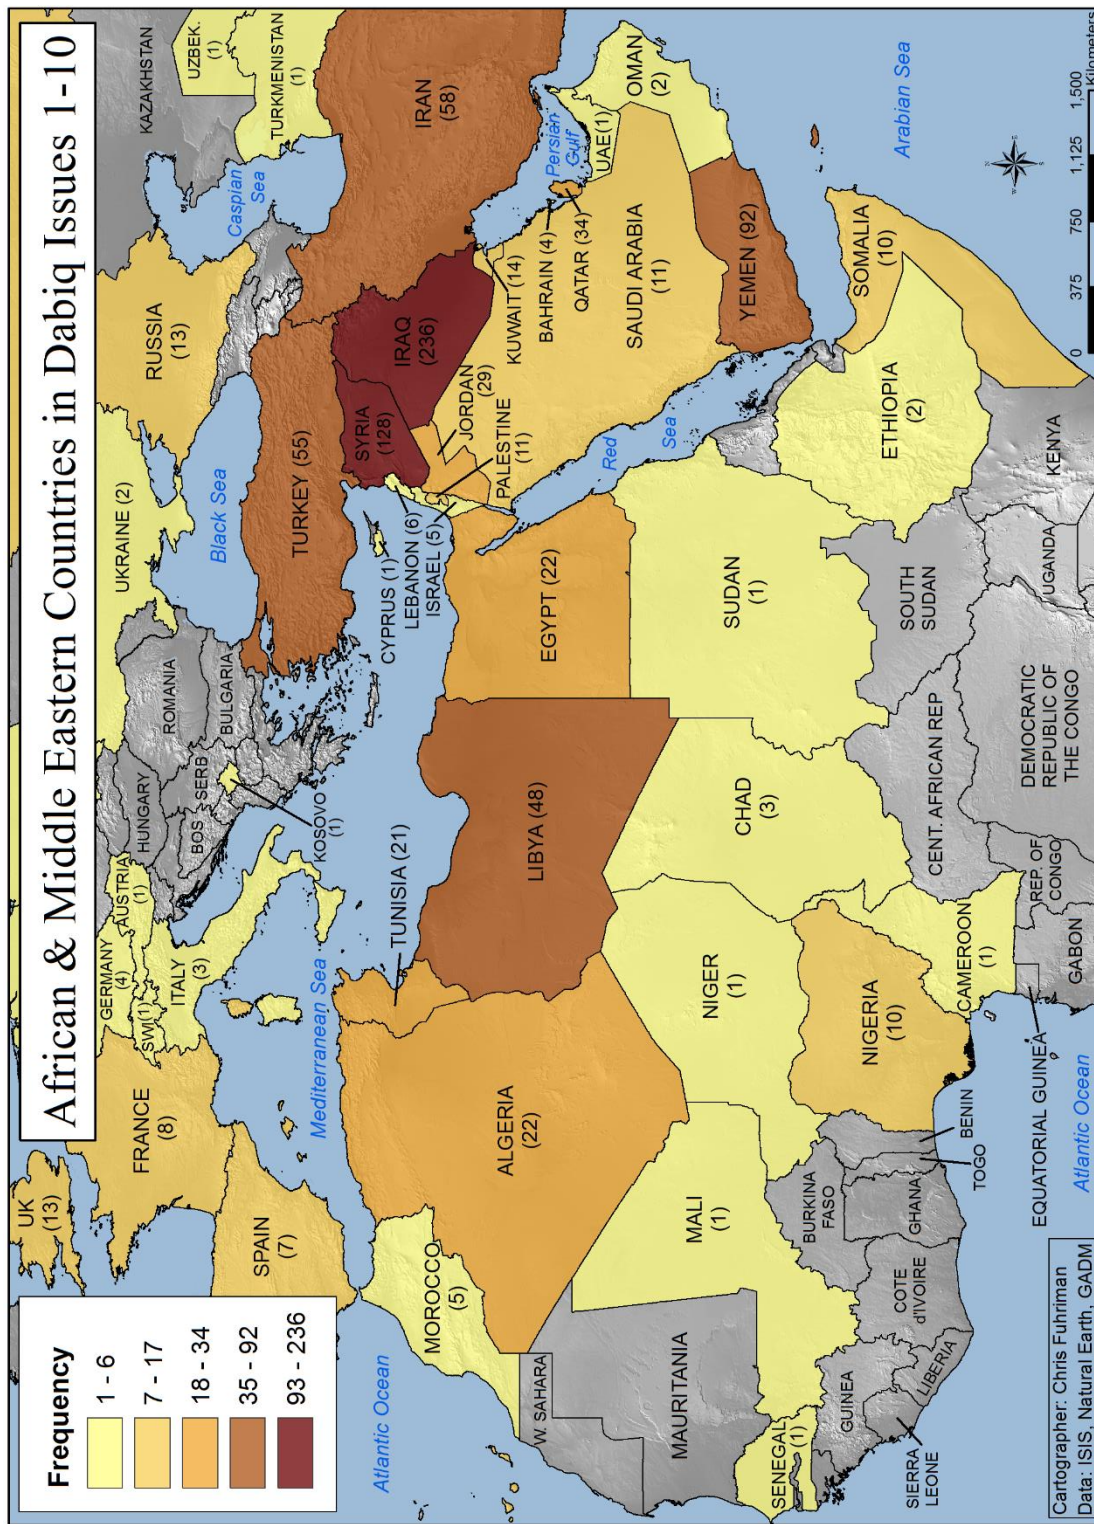 African & Middle Eastern Countries in Dabiq Issues 1-10
Frequency
1 - 6
7 - 17
18 - 34
35 - 92
93 - 236
UK
(13)
FRANCE
(8)
SPAIN
(7)
GERMANY
(4)
SWI(1)
AUSTRIA
(1)
ITALY
(3)
HUNGARY
BOS
SERB
KOSOVO
(1)
ROMANIA
BULGARIA
UKRAINE (2)
RUSSIA
(13)
KAZAKHSTAN
UZBEK.
(1)
TURKMENISTAN
(1)
Black Sea
Caspian
Sea
TURKEY (55)
IRAN
(58)
SYRIA
(128)
IRAQ
(236)
CYPRUS (1)
LEBANON (6)
ISRAEL (5)
PALESTINE
(11)
JORDAN
(29)
KUWAIT (14)
BAHRAIN (4)
QATAR (34)
Persian
Gulf
UAE(1)
OMAN
(2)
SAUDI ARABIA
(11)
YEMEN (92)
Red
Sea
Arabian Sea
Mediterranean Sea
Atlantic Ocean
MOROCCO
(5)
ALGERIA
(22)
TUNISIA (21)
LIBYA (48)
EGYPT (22)
W. SAHARA
MAURITANIA
MALI
(1)
NIGER
(1)
CHAD
(3)
SUDAN
(1)
ETHIOPIA
(2)
SOMALIA
(10)
SENEGAL
(1)
GUINEA
SIERRA
LEONE
LIBERIA
COTE
d'IVOIRE
BURKINA
FASO
GHANA
TOGO
BENIN
NIGERIA
(10)
CAMEROON
(1)
EQUATORIAL GUINEA
GABON
REP. OF
CONGO
CENT. AFRICAN REP
SOUTH
SUDAN
DEMOCRATIC
REPUBLIC OF
THE CONGO
UGANDA
KENYA
Atlantic Ocean
0 375 750 1,125 1,500
Kilometers
Cartographer: Chris Fuhriman
Data: ISIS, Natural Earth, GADM